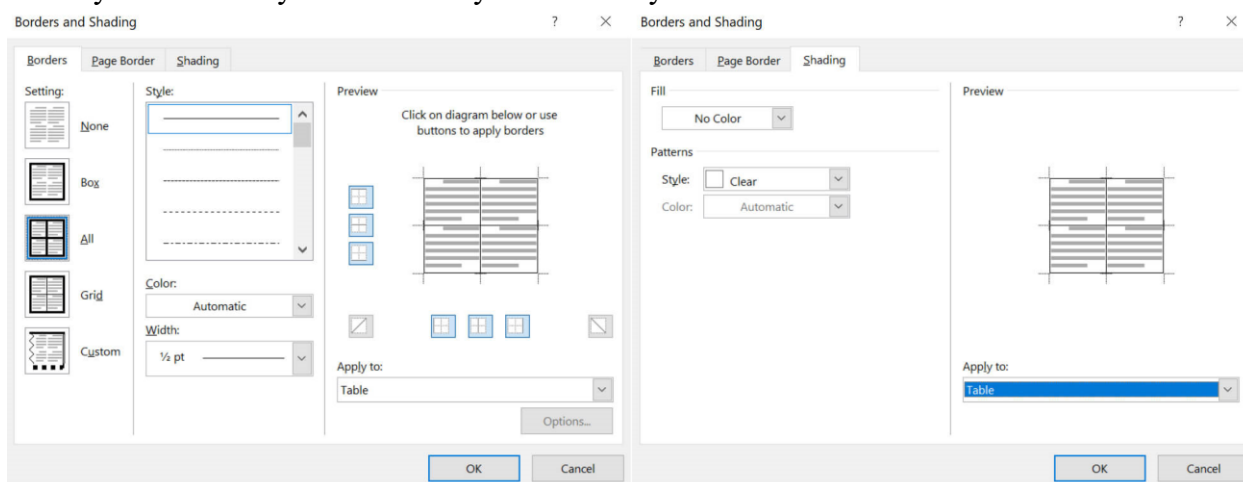 Borders and Shading ? ×
Borders Page Border Shading
Setting:
None
Box
All
Grid
Custom
Style:
Color:
Automatic
Width:
½ pt
Preview
Click on diagram below or use
buttons to apply borders
Apply to:
Table
Options...
OK Cancel
Borders and Shading ? ×
Borders Page Border Shading
Fill
No Color
Patterns
Style: Clear
Color: Automatic
Preview
Apply to:
Table
OK Cancel